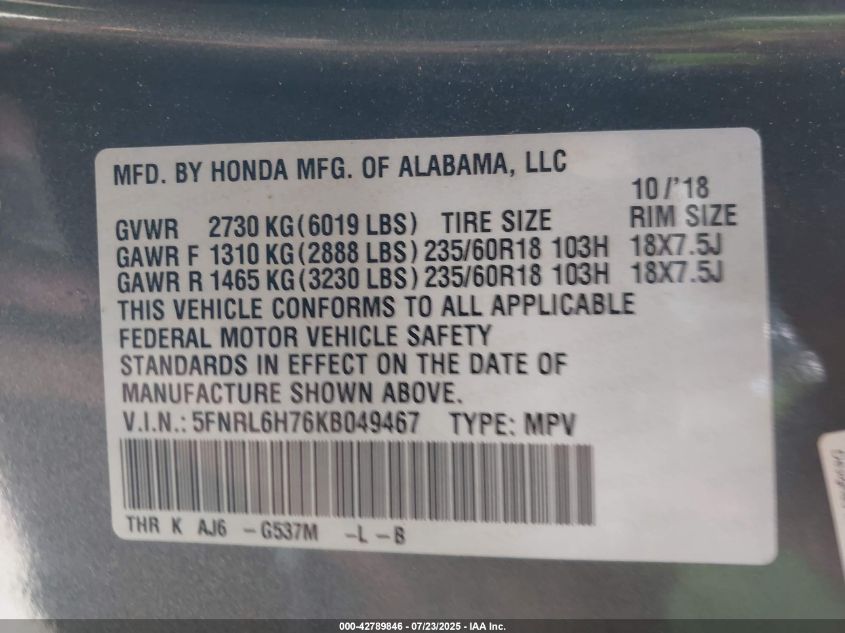 MFD. BY HONDA MFG. OF ALABAMA, LLC
10/'18
GVWR 2730 KG(6019 LBS) TIRE SIZE RIM SIZE
GAWR F 1310 KG(2888 LBS) 235/60R18 103H 18X7.5J
GAWR R 1465 KG(3230 LBS) 235/60R18 103H 18X7.5J
THIS VEHICLE CONFORMS TO ALL APPLICABLE
FEDERAL MOTOR VEHICLE SAFETY
STANDARDS IN EFFECT ON THE DATE OF
MANUFACTURE SHOWN ABOVE.
V.I.N.: 5FNRL6H76KB049467 TYPE: MPV
THR K AJ6 -G537M -L -B
000-42789846 - 07/23/2025 - IAA Inc.